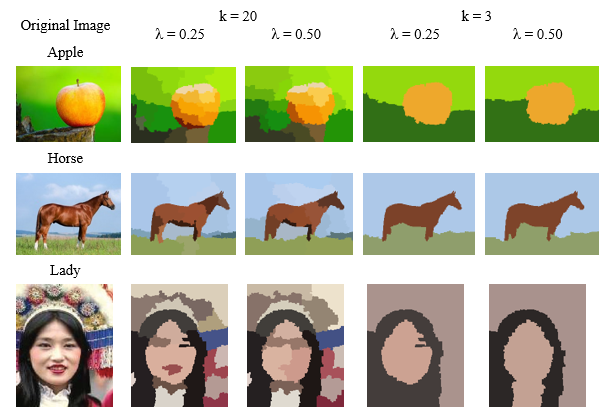 Original Image
k = 20
k = 3
λ = 0.25
λ = 0.50
λ = 0.25
λ = 0.50
Apple
Horse
Lady